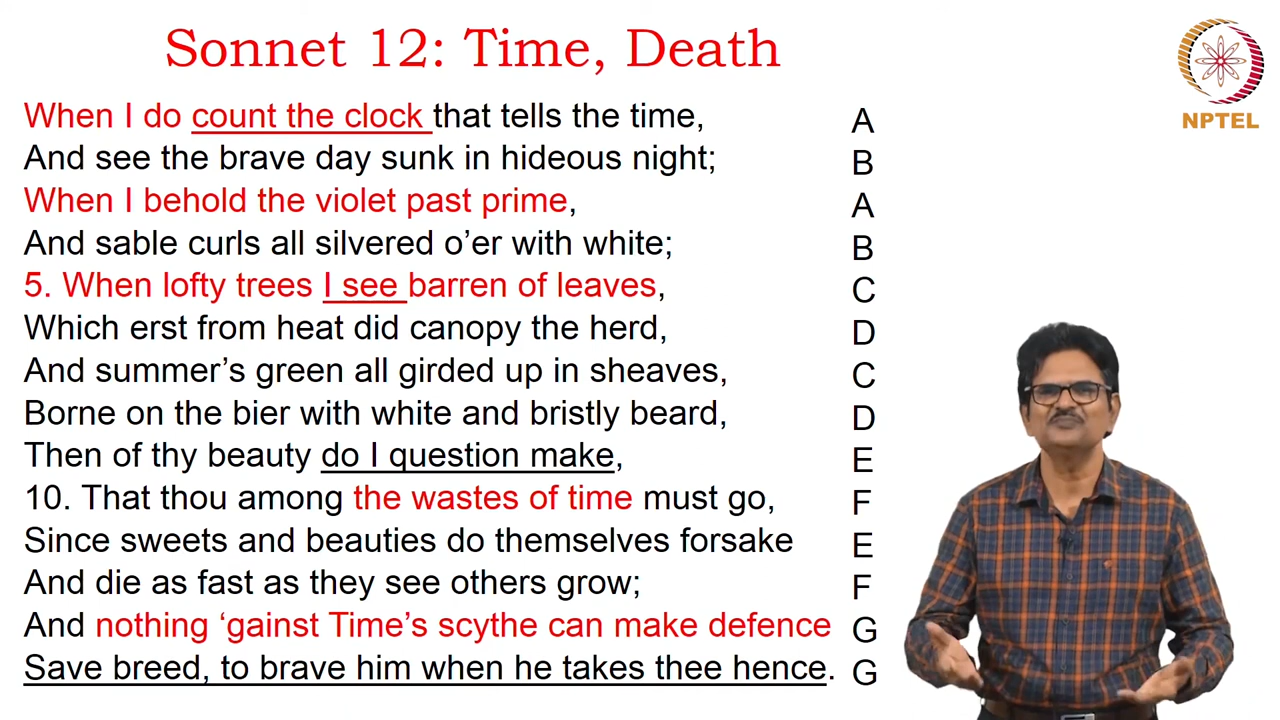 Sonnet 12: Time, Death
NPTEL
When I do count the clock that tells the time, A
And see the brave day sunk in hideous night; B
When I behold the violet past prime, A
And sable curls all silvered o’er with white; B
5. When lofty trees I see barren of leaves, C
Which erst from heat did canopy the herd, D
And summer’s green all girded up in sheaves, C
Borne on the bier with white and bristly beard, D
Then of thy beauty do I question make, E
10. That thou among the wastes of time must go, F
Since sweets and beauties do themselves forsake E
And die as fast as they see others grow; F
And nothing ‘gainst Time’s scythe can make defence G
Save breed, to brave him when he takes thee hence. G